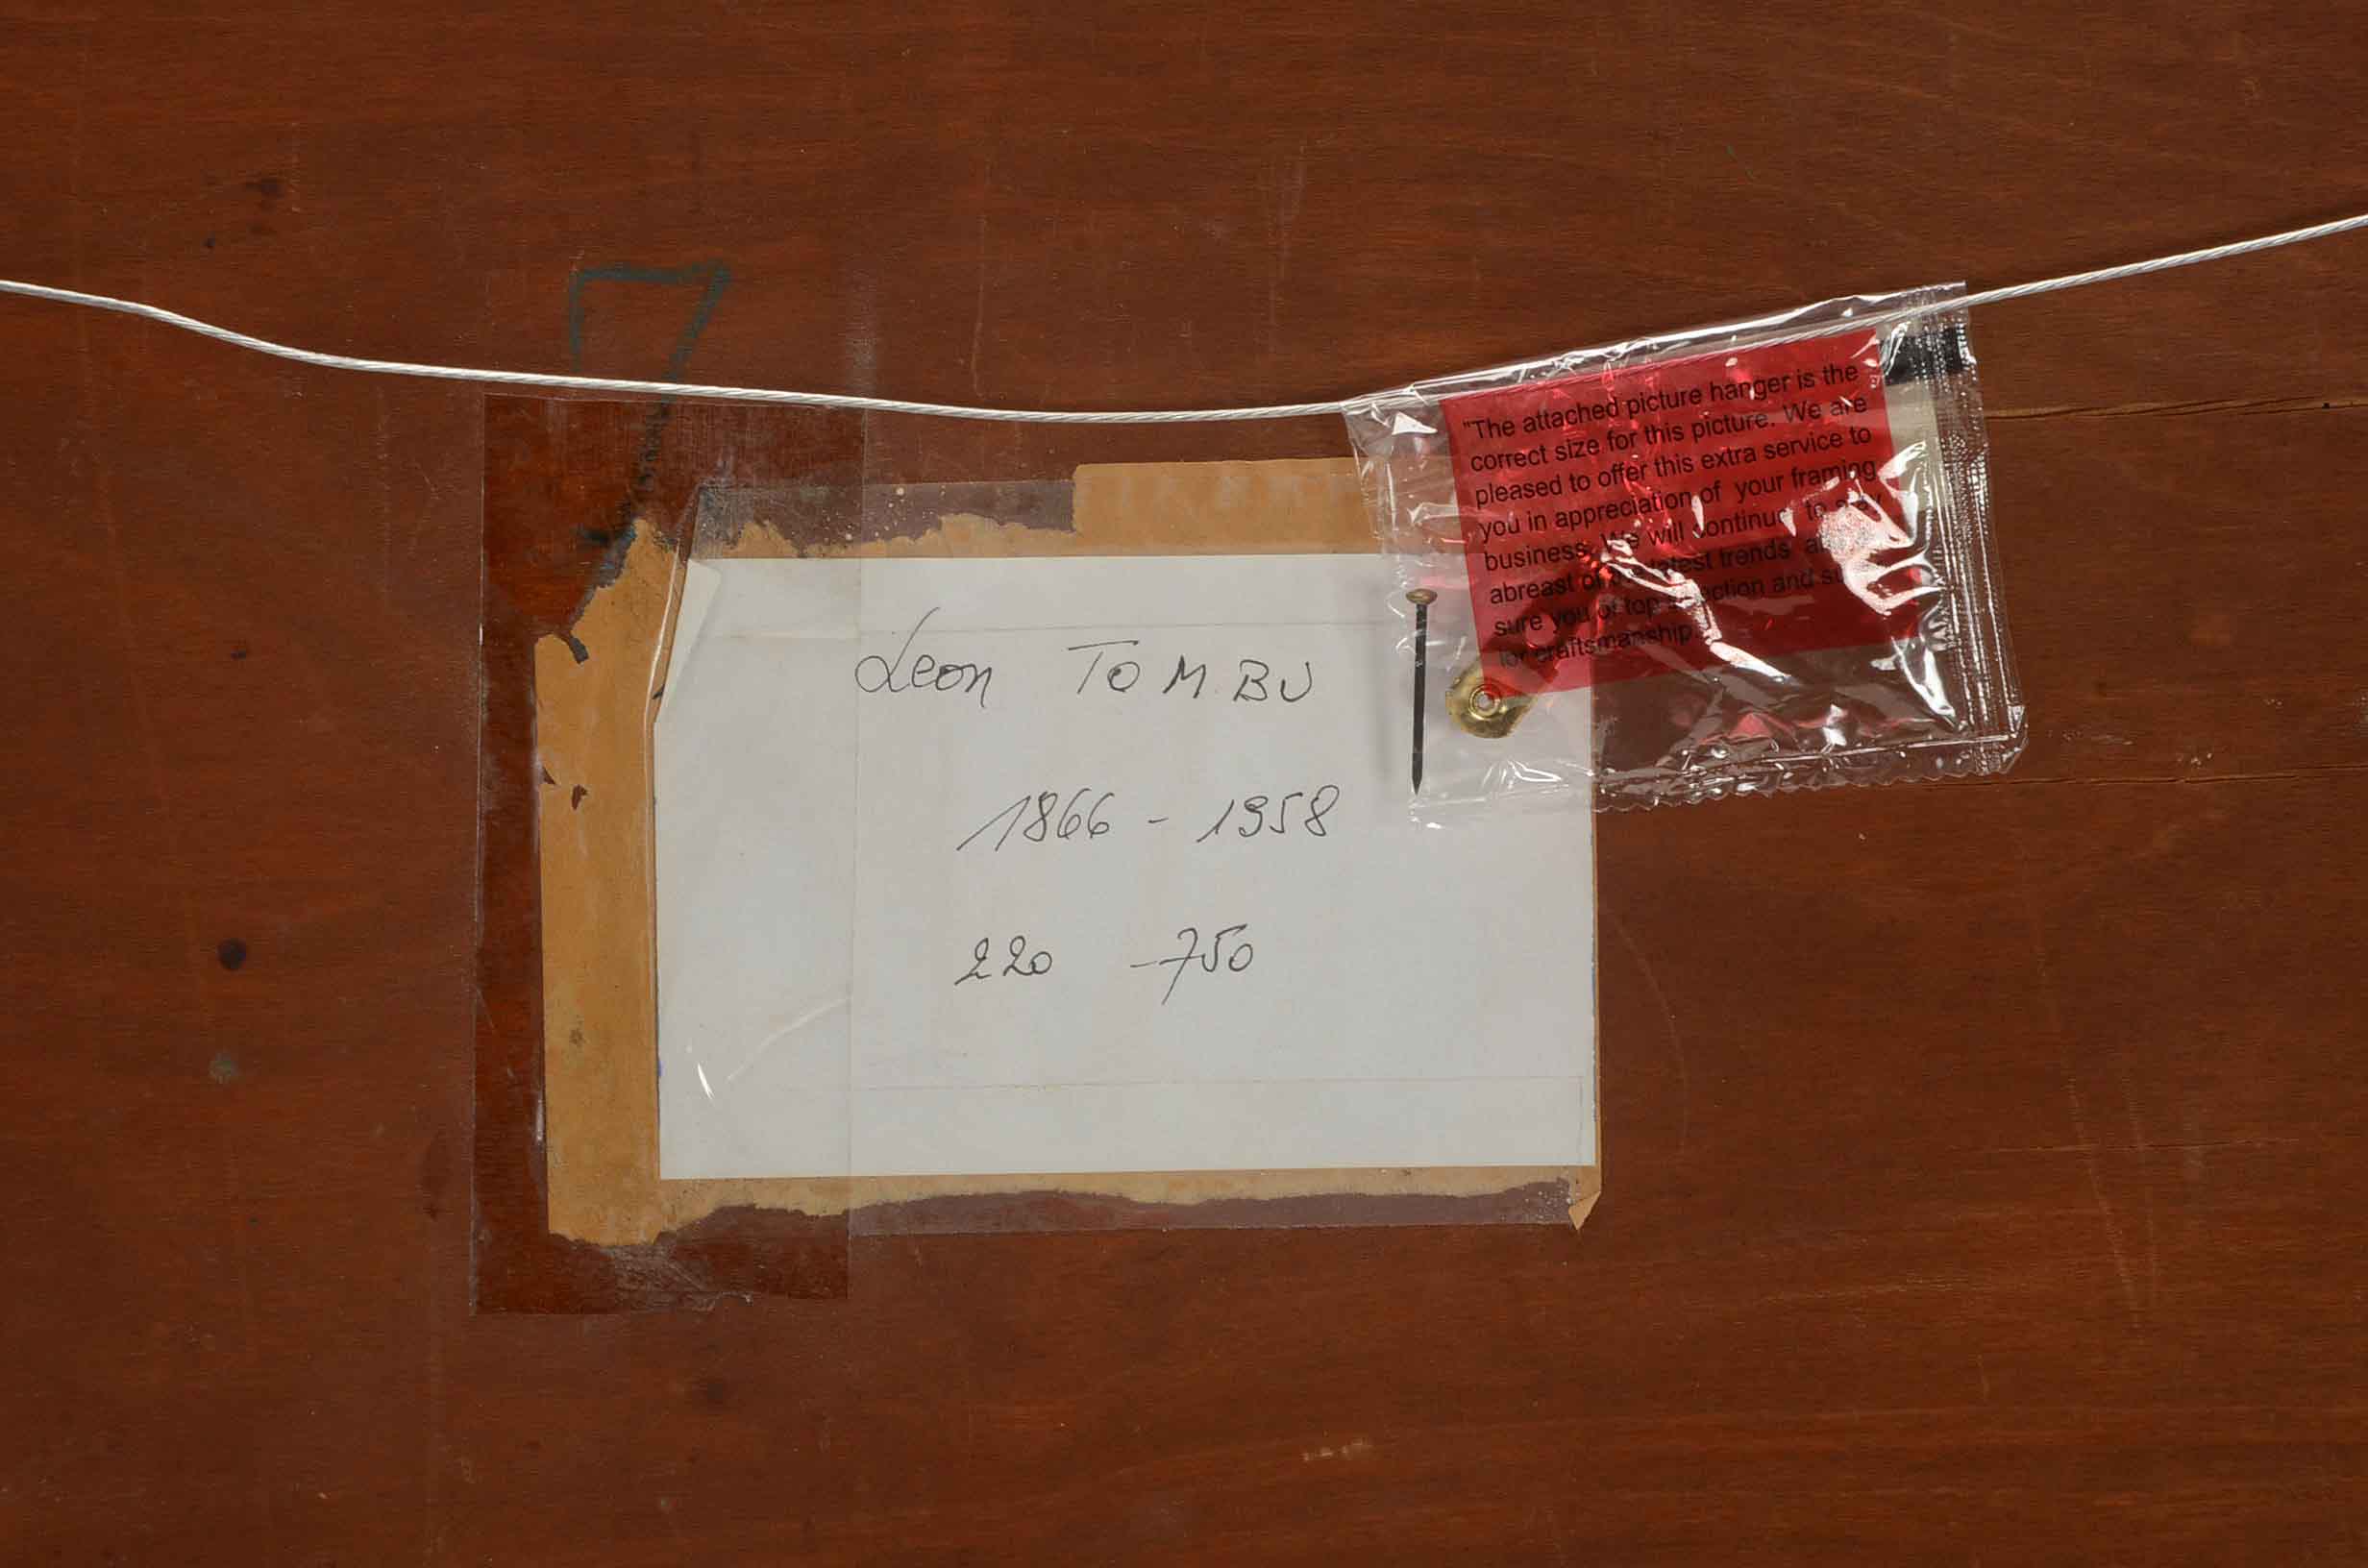 7
Leon TOMBU
1866 - 1958
220 - 750
"The attached picture hanger is the
correct size for this picture. We are
pleased to offer this extra service to
you in appreciation of your framing
business. We will continue to stay
abreast of the latest trends
sure you of top selection and
for craftsmanship.